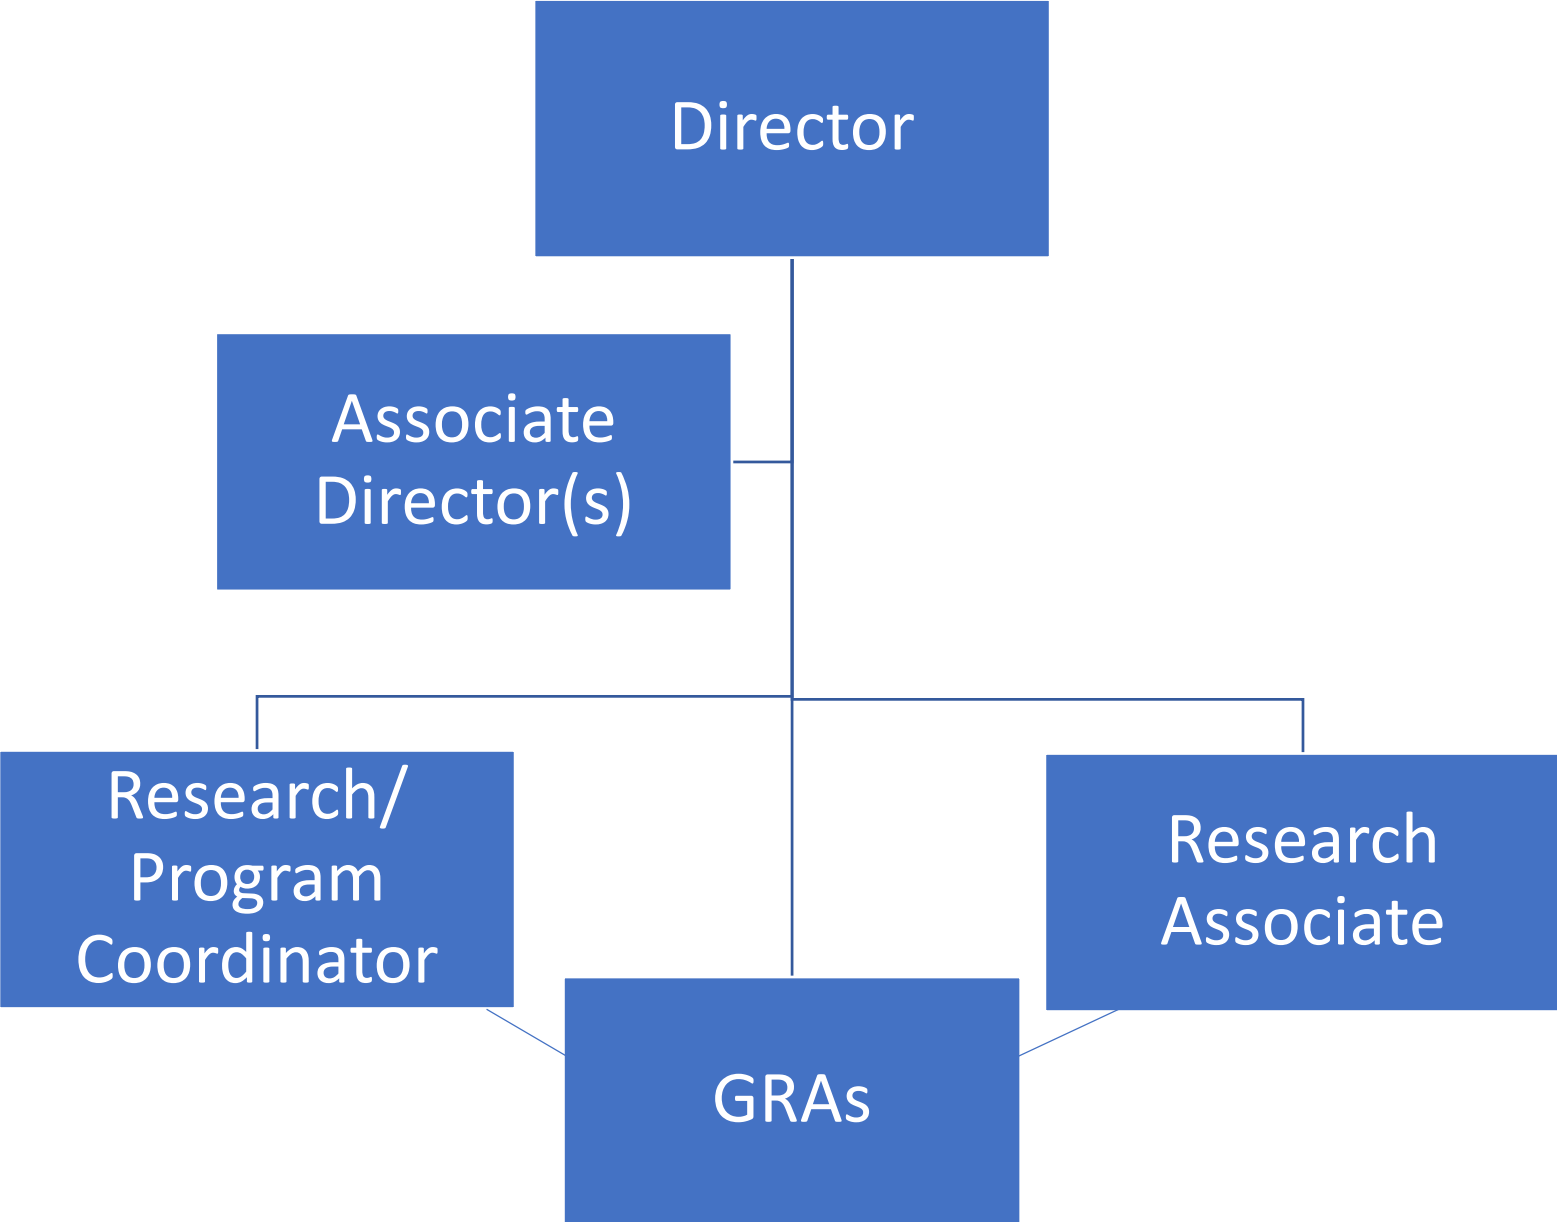 Director
Associate
Director(s)
Research/
Program
Coordinator
Research
Associate
GRAs